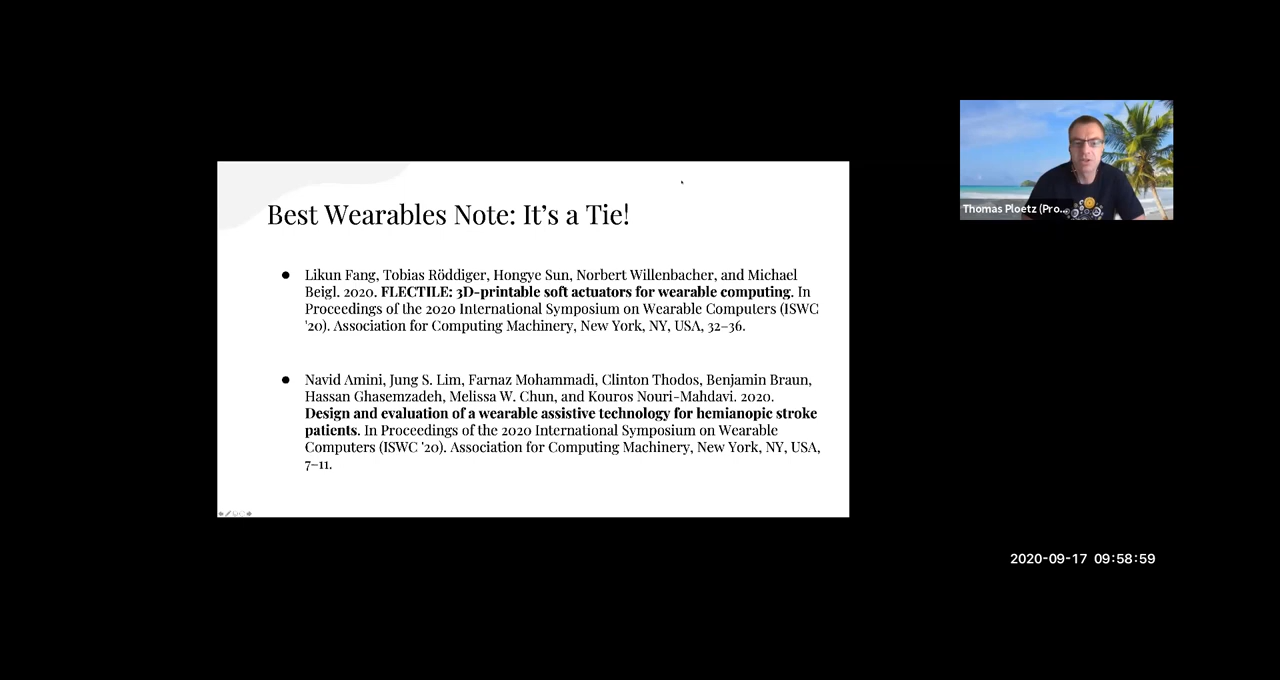 Best Wearables Note: It's a Tie!
● Likun Fang, Tobias Röddiger, Hongye Sun, Norbert Willenbacher, and Michael
Beigl. 2020. FLECTILE: 3D-printable soft actuators for wearable computing. In
Proceedings of the 2020 International Symposium on Wearable Computers (ISWC
'20). Association for Computing Machinery, New York, NY, USA, 32–36.
● Navid Amini, Jung S. Lim, Farnaz Mohammadi, Clinton Thodos, Benjamin Braun,
Hassan Ghasemzadeh, Melissa W. Chun, and Kouros Nouri-Mahdavi. 2020.
Design and evaluation of a wearable assistive technology for hemianopic stroke
patients. In Proceedings of the 2020 International Symposium on Wearable
Computers (ISWC '20). Association for Computing Machinery, New York, NY, USA,
7–11.
Thomas Ploetz (Pro...
2020-09-17 09:58:59